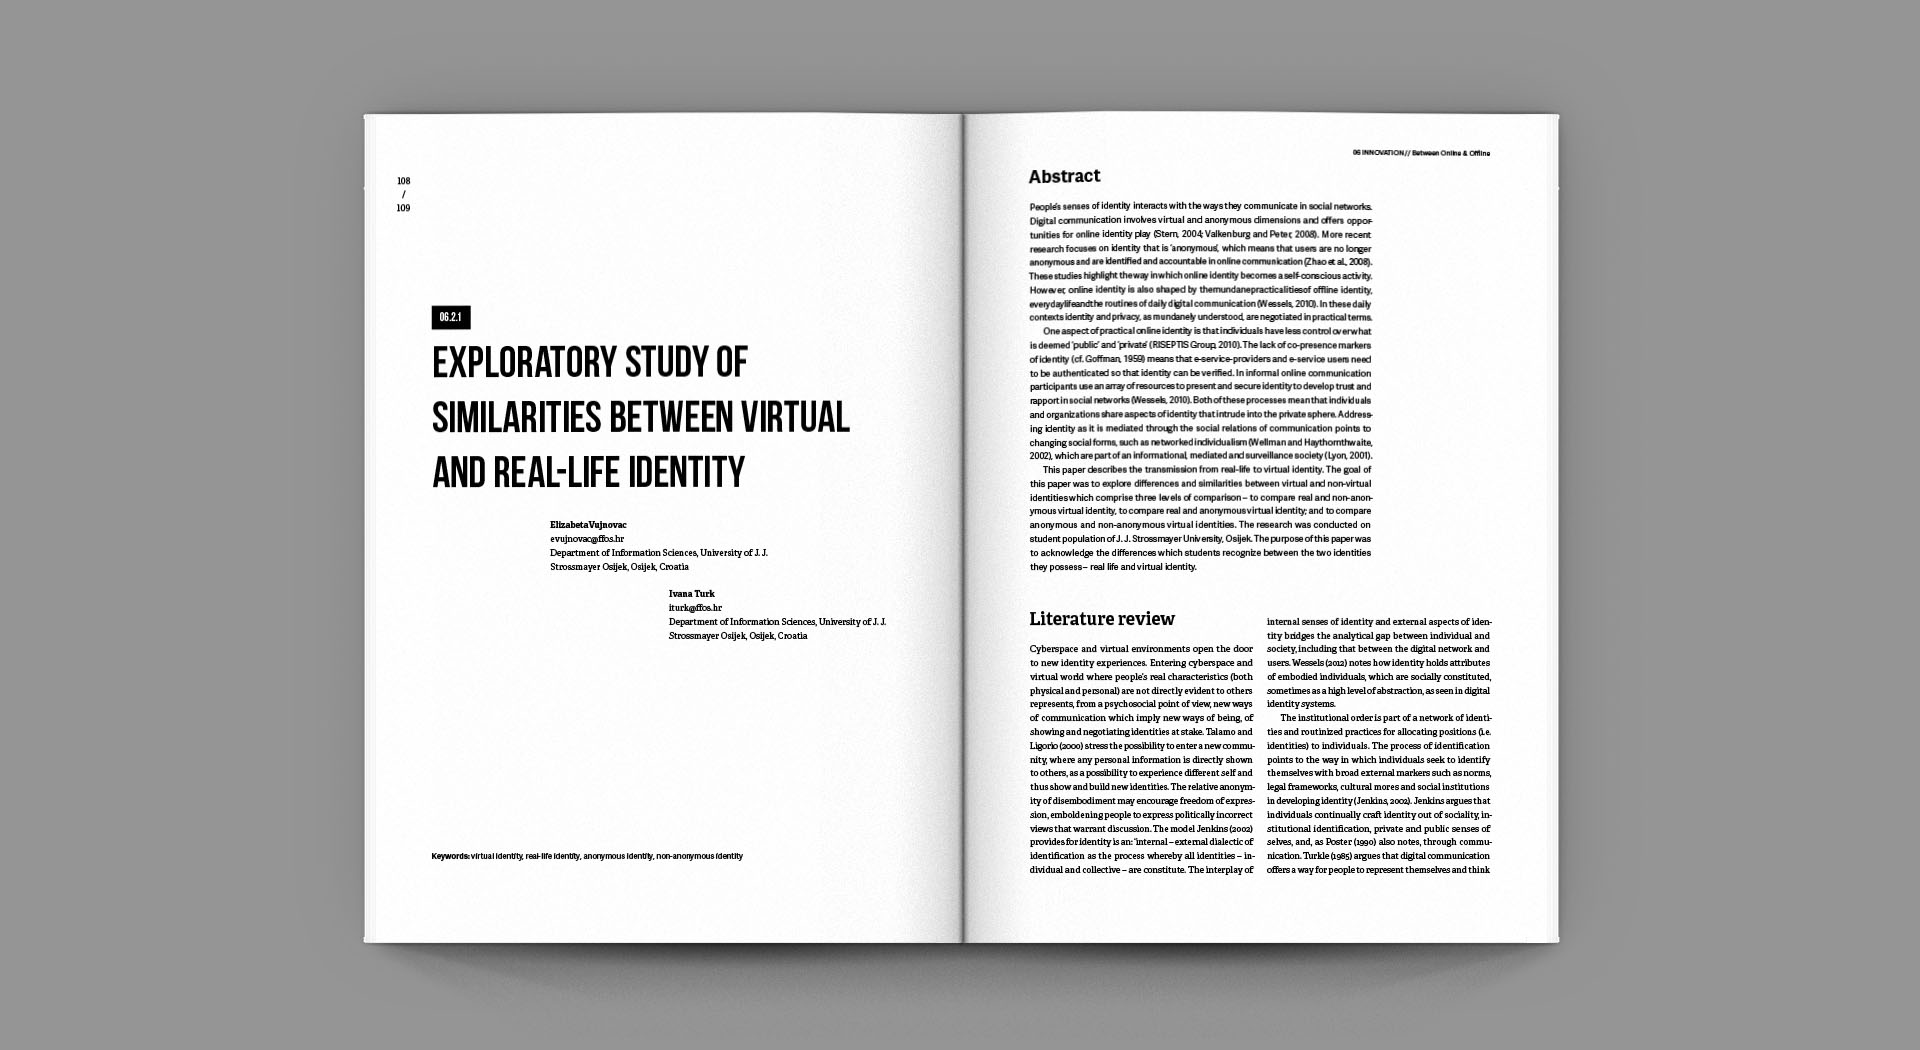 108
/
109
06.2.1
EXPLORATORY STUDY OF
SIMILARITIES BETWEEN VIRTUAL
AND REAL-LIFE IDENTITY
ElizabetaVujnovac
evujnovac@ffos.hr
Department of Information Sciences, University of J. J.
Strossmayer Osijek, Osijek, Croatia
Ivana Turk
iturk@ffos.hr
Department of Information Sciences, University of J. J.
Strossmayer Osijek, Osijek, Croatia
Keywords: virtual identity, real-life identity, anonymous identity, non-anonymous identity
06 INNOVATION// Between Online & Offline
Abstract
People's senses of identity interacts with the ways they communicate in social networks.
Digital communication involves virtual and anonymous dimensions and offers oppor-
tunities for online identity play (Stern, 2004; Valkenburg and Peter, 2008). More recent
research focuses on identity that is 'anonymous', which means that users are no longer
anonymous and are identified and accountable in online communication (Zhao et al., 2008).
These studies highlight the way in which online identity becomes a self-conscious activity.
However, online identity is also shaped by themundanepracticalitiesof offline identity,
everydaylifeandthe routines of daily digital communication (Wessels, 2010). In these daily
contexts identity and privacy, as mundanely understood, are negotiated in practical terms.
One aspect of practical online identity is that individuals have less control over what
is deemed 'public' and 'private' (RISEPTIS Group, 2010). The lack of co-presence markers
of identity (cf. Goffman, 1959) means that e-service-providers and e-service users need
to be authenticated so that identity can be verified. In informal online communication
participants use an array of resources to present and secure identity to develop trust and
rapport in social networks (Wessels, 2010). Both of these processes mean that individuals
and organizations share aspects of identity that intrude into the private sphere. Address-
ing identity as it is mediated through the social relations of communication points to
changing social forms, such as networked individualism (Wellman and Haythornthwaite,
2002), which are part of an informational, mediated and surveillance society (Lyon, 2001).
This paper describes the transmission from real-life to virtual identity. The goal of
this paper was to explore differences and similarities between virtual and non-virtual
identities which comprise three levels of comparison – to compare real and non-anon-
ymous virtual identity, to compare real and anonymous virtual identity; and to compare
anonymous and non-anonymous virtual identities. The research was conducted on
student population of J. J. Strossmayer University, Osijek. The purpose of this paper was
to acknowledge the differences which students recognize between the two identities
they possess – real life and virtual identity.
Literature review
Cyberspace and virtual environments open the door
to new identity experiences. Entering cyberspace and
virtual world where people's real characteristics (both
physical and personal) are not directly evident to others
represents, from a psychosocial point of view, new ways
of communication which imply new ways of being, of
showing and negotiating identities at stake. Talamo and
Ligorio (2000) stress the possibility to enter a new commu-
nity, where any personal information is directly shown
to others, as a possibility to experience different self and
thus show and build new identities. The relative anonym-
ity of disembodiment may encourage freedom of expres-
sion, emboldening people to express politically incorrect
views that warrant discussion. The model Jenkins (2002)
provides for identity is an: 'internal – external dialectic of
identification as the process whereby all identities – in-
dividual and collective – are constitute. The interplay of
internal senses of identity and external aspects of iden-
tity bridges the analytical gap between individual and
society, including that between the digital network and
users. Wessels (2012) notes how identity holds attributes
of embodied individuals, which are socially constituted,
sometimes as a high level of abstraction, as seen in digital
identity systems.
The institutional order is part of a network of identi-
ties and routinized practices for allocating positions (i.e.
identities) to individuals. The process of identification
points to the way in which individuals seek to identify
themselves with broad external markers such as norms,
legal frameworks, cultural mores and social institutions
in developing identity (Jenkins, 2002). Jenkins argues that
individuals continually craft identity out of sociality, in-
stitutional identification, private and public senses of
selves, and, as Poster (1990) also notes, through commu-
nication. Turkle (1985) argues that digital communication
offers a way for people to represent themselves and think